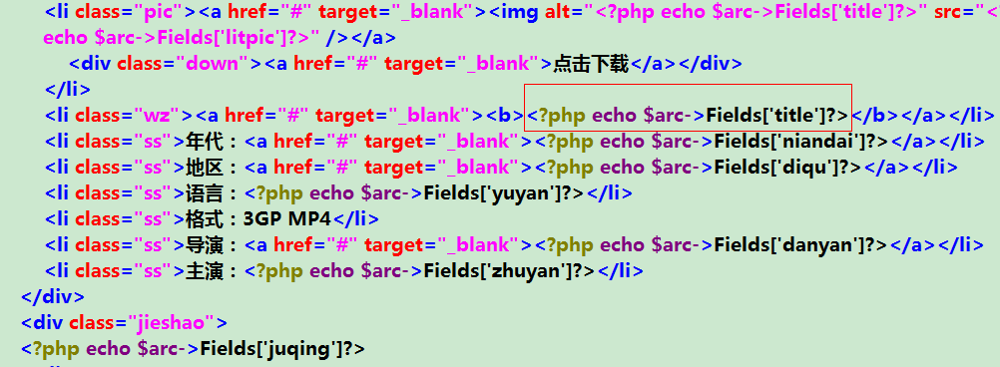 <li class="pic"><a href="#" target="_blank"><img alt="<?php echo $arc->Fields['title']?>" src="<
echo $arc->Fields['litpic']?>" /></a>
<div class="down"><a href="#" target="_blank">点击下载</a></div>
</li>
<li class="wz"><a href="#" target="_blank"><b><?php echo $arc->Fields['title']?></b></a></li>
<li class="ss">年代：<a href="#" target="_blank"><?php echo $arc->Fields['niandai']?></a></li>
<li class="ss">地区：<a href="#" target="_blank"><?php echo $arc->Fields['diqu']?></a></li>
<li class="ss">语言：<?php echo $arc->Fields['yuyan']?></li>
<li class="ss">格式：3GP MP4</li>
<li class="ss">导演：<a href="#" target="_blank"><?php echo $arc->Fields['danyan']?></a></li>
<li class="ss">主演：<?php echo $arc->Fields['zhuyan']?></li>
</div>
<div class="jieshao">
<?php echo $arc->Fields['juqing']?>